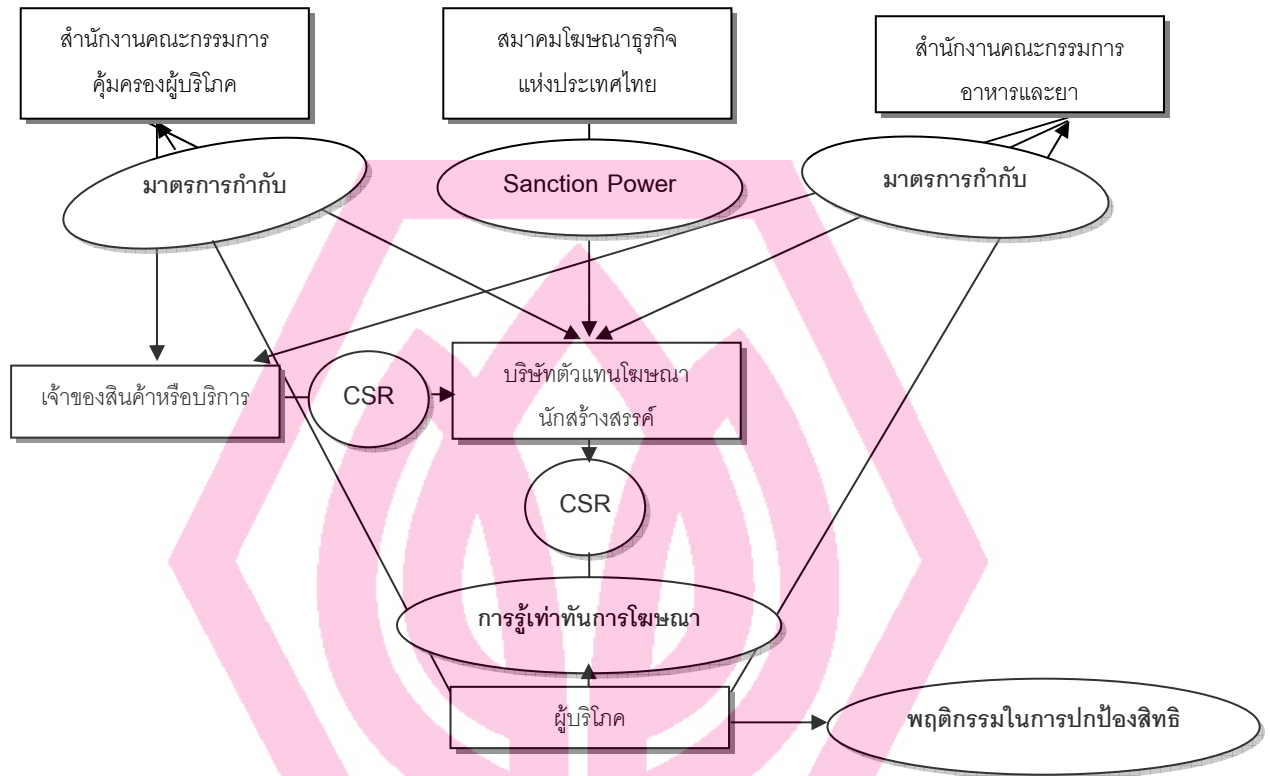 สำนักงานคณะกรรมการ
คุ้มครองผู้บริโภค
สมาคมโฆษณาธุรกิจ
แห่งประเทศไทย
สำนักงานคณะกรรมการ
อาหารและยา
มาตรการกำกับ
Sanction Power
มาตรการกำกับ
เจ้าของสินค้าหรือบริการ
CSR
บริษัทตัวแทนโฆษณา
นักสร้างสรรค์
CSR
การรู้เท่าทันการโฆษณา
ผู้บริโภค
พฤติกรรมในการปกป้องสิทธิ